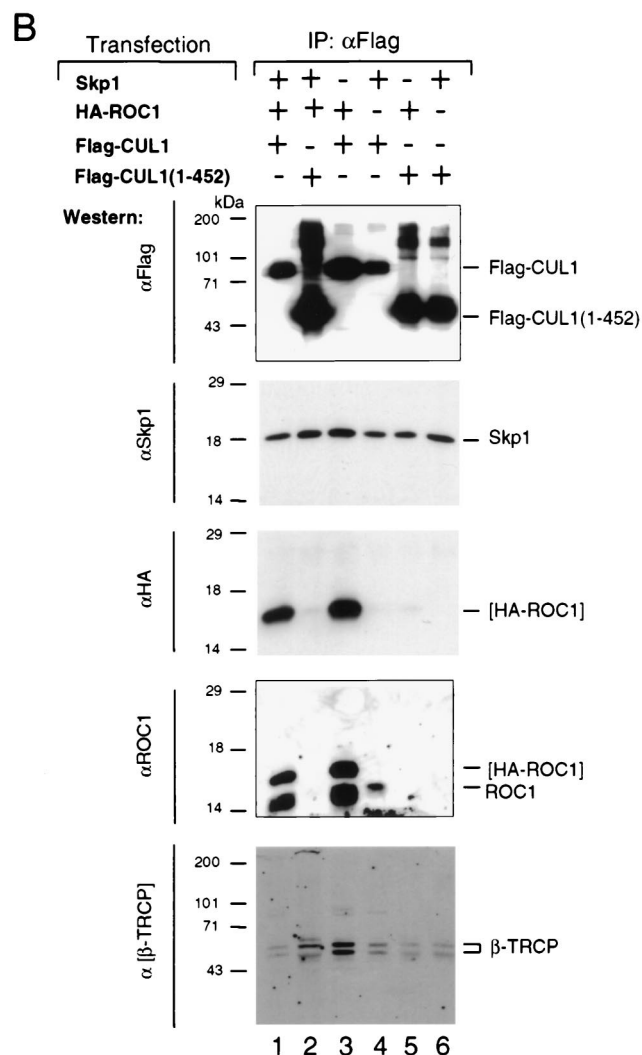 B
Transfection IP: αFlag
Skp1 + + - + - +
HA-ROC1 + + + - + -
Flag-CUL1 + - + + - -
Flag-CUL1(1-452) - + - - + +
Western: kDa
αFlag
200
101
71
43
Flag-CUL1
Flag-CUL1(1-452)
αSkp1
29
18
14
Skp1
αHA
29
18
14
[HA-ROC1]
αROC1
29
18
14
[HA-ROC1]
ROC1
α [β-TRCP]
200
101
71
43
β-TRCP
1 2 3 4 5 6